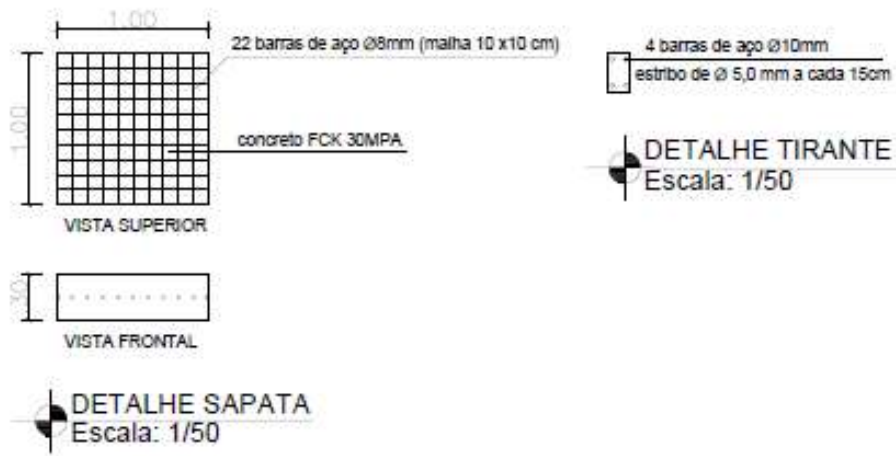 1.00
22 barras de aço Ø8mm (malha 10 x10 cm)
1.00
concreto FCK 30MPA
VISTA SUPERIOR
30
VISTA FRONTAL
DETALHE SAPATA
Escala: 1/50
4 barras de aço Ø10mm
estribo de Ø 5,0 mm a cada 15cm
DETALHE TIRANTE
Escala: 1/50